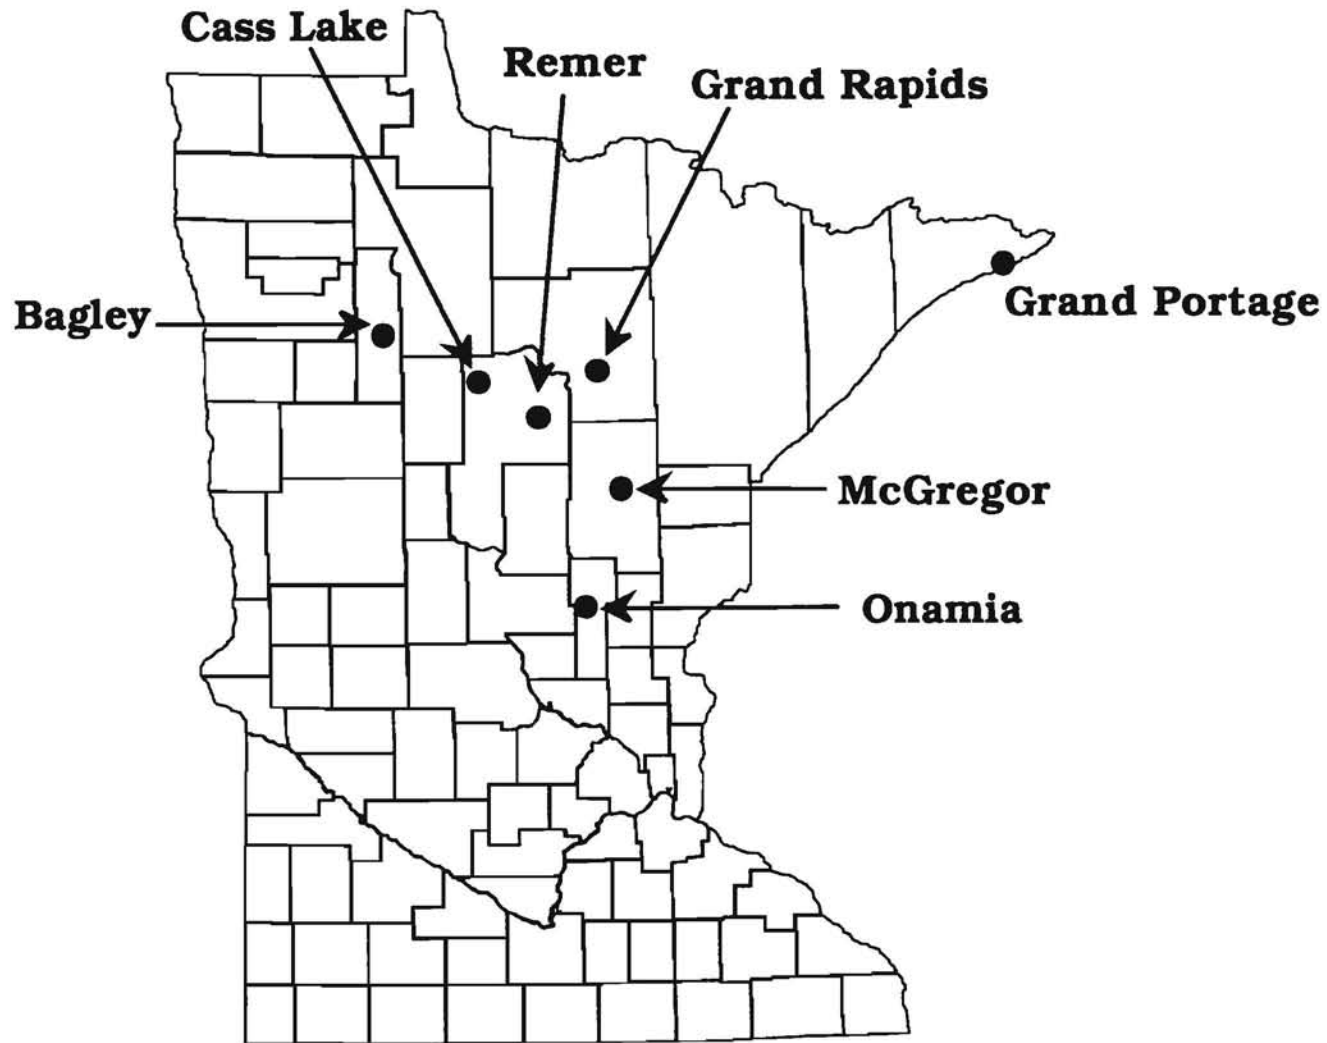 Cass Lake
Remer
Grand Rapids
Grand Portage
Bagley
McGregor
Onamia